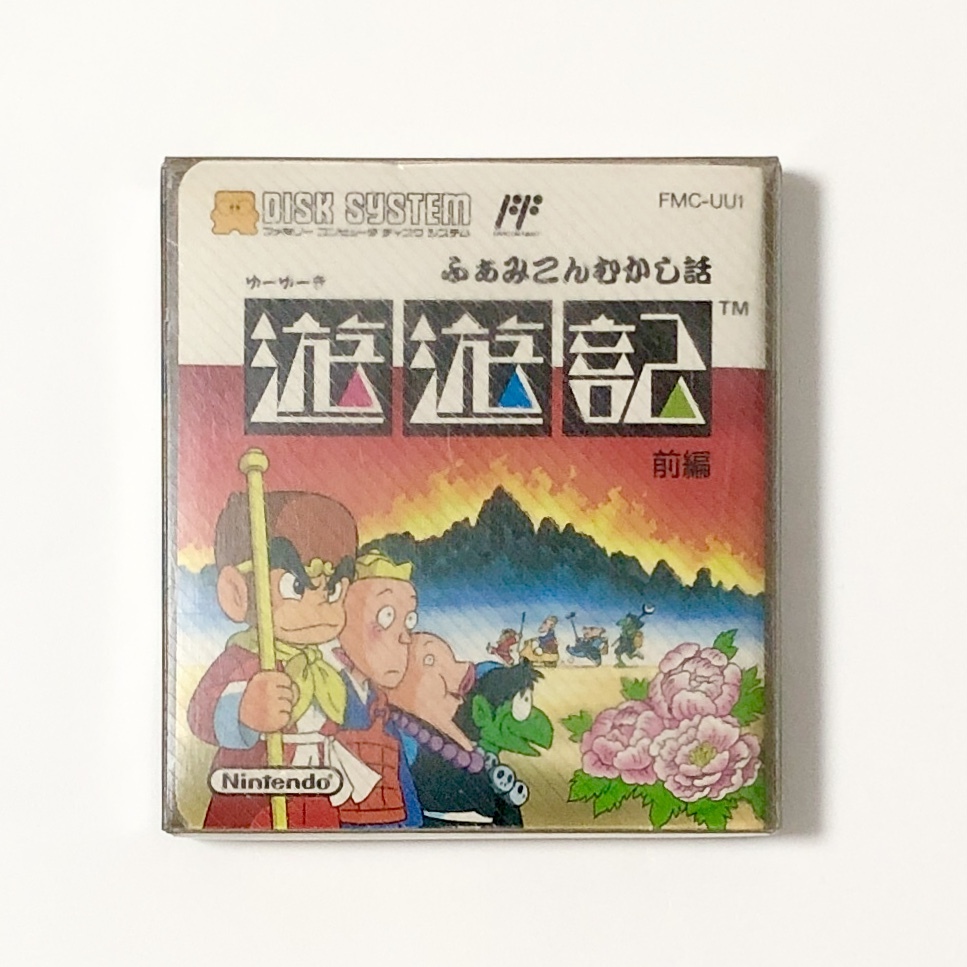 DISK SYSTEM
ファミリー コンピュータ ディスク システム
FMC-UU1
ふぁみこんむかし話
ゆーゆーき
遊遊記
TM
前編
Nintendo®